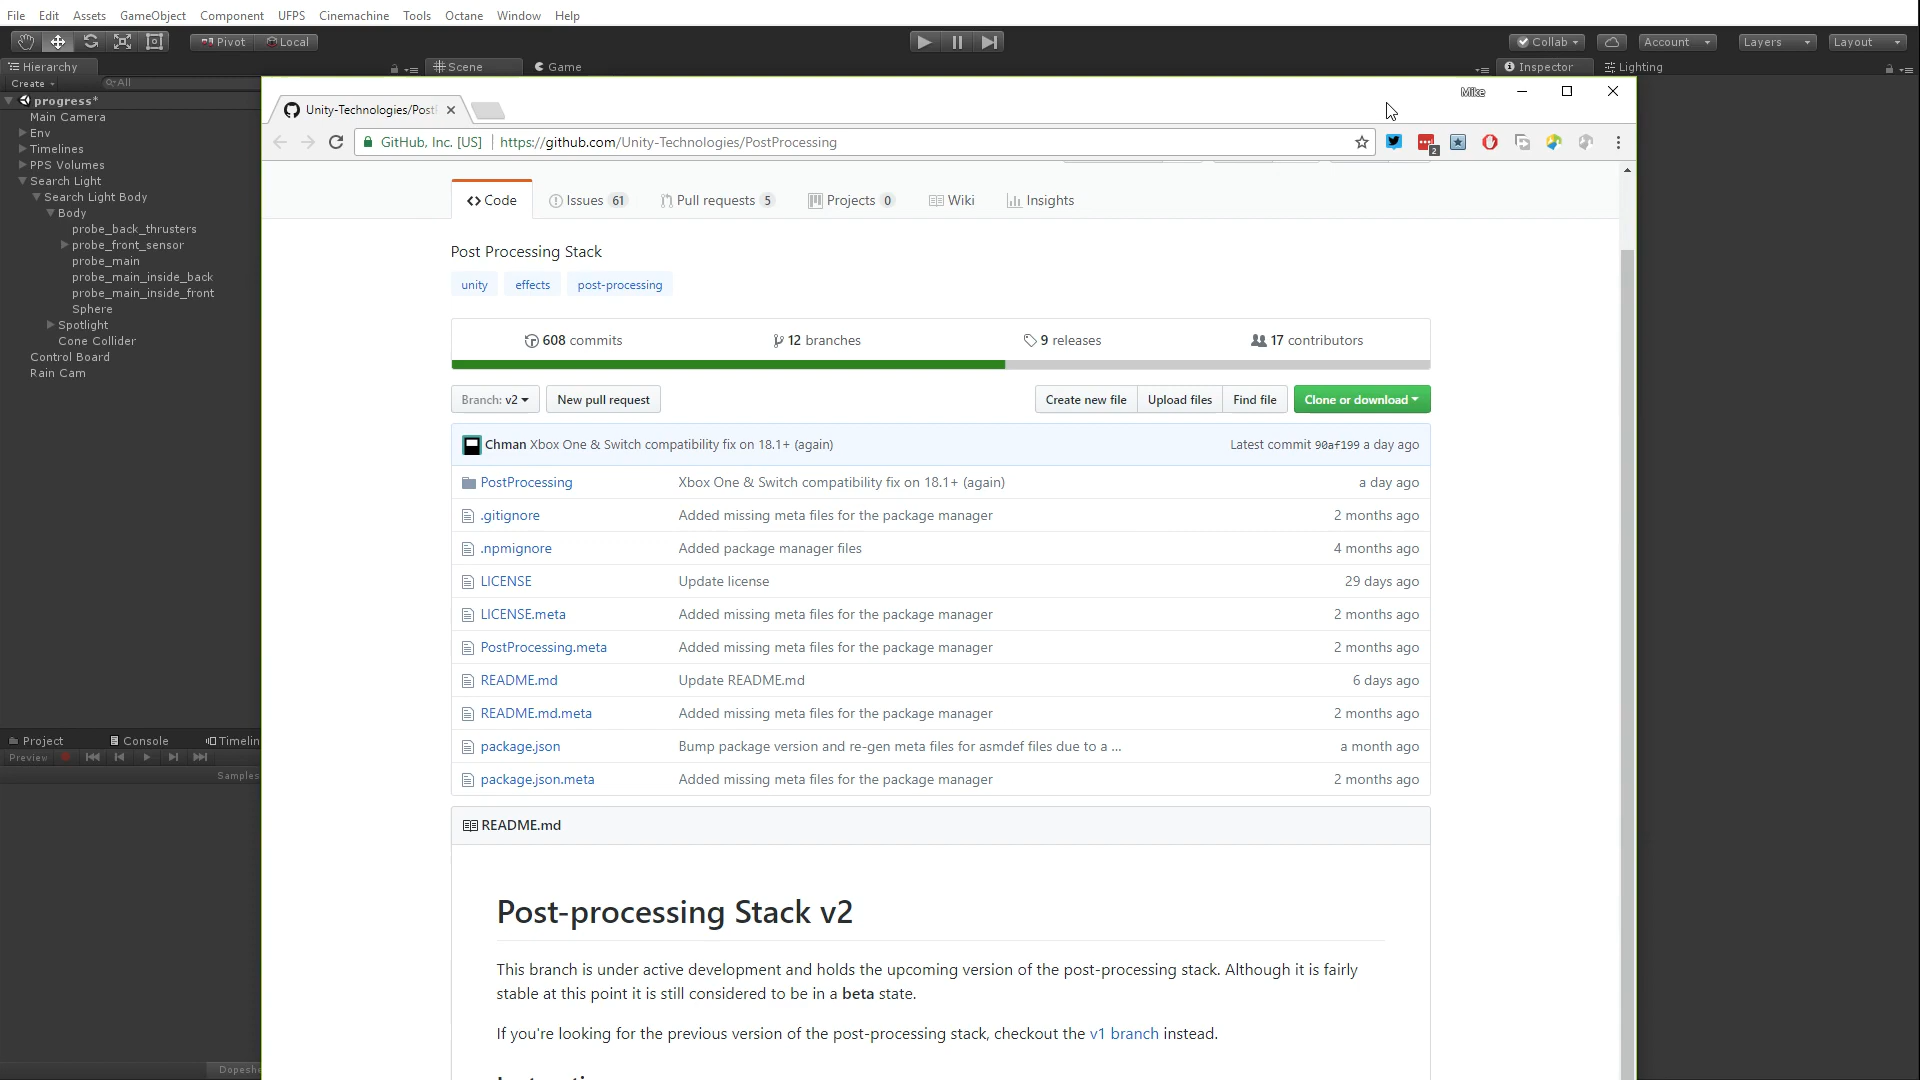 File Edit Assets GameObject Component UFPS Cinemachine Tools Octane Window Help
Pivot Local Collab Account Layers Layout
Hierarchy Scene Game Inspector Lighting
Create All
progress*
Main Camera
Env
Timelines
PPS Volumes
Search Light
Search Light Body
Body
probe_back_thrusters
probe_front_sensor
probe_main
probe_main_inside_back
probe_main_inside_front
Sphere
Spotlight
Cone Collider
Control Board
Rain Cam
Project Console Timelin
Preview
Samples
Dopeshe
Mike
Unity-Technologies/Post
GitHub, Inc. [US] https://github.com/Unity-Technologies/PostProcessing
2
Code Issues 61 Pull requests 5 Projects 0 Wiki Insights
Post Processing Stack
unity effects post-processing
608 commits 12 branches 9 releases 17 contributors
Branch: v2 New pull request Create new file Upload files Find file Clone or download
Chman Xbox One & Switch compatibility fix on 18.1+ (again) Latest commit 90af199 a day ago
PostProcessing Xbox One & Switch compatibility fix on 18.1+ (again) a day ago
.gitignore Added missing meta files for the package manager 2 months ago
.npmignore Added package manager files 4 months ago
LICENSE Update license 29 days ago
LICENSE.meta Added missing meta files for the package manager 2 months ago
PostProcessing.meta Added missing meta files for the package manager 2 months ago
README.md Update README.md 6 days ago
README.md.meta Added missing meta files for the package manager 2 months ago
package.json Bump package version and re-gen meta files for asmdef files due to a ... a month ago
package.json.meta Added missing meta files for the package manager 2 months ago
README.md
Post-processing Stack v2
This branch is under active development and holds the upcoming version of the post-processing stack. Although it is fairly
stable at this point it is still considered to be in a beta state.
If you're looking for the previous version of the post-processing stack, checkout the v1 branch instead.